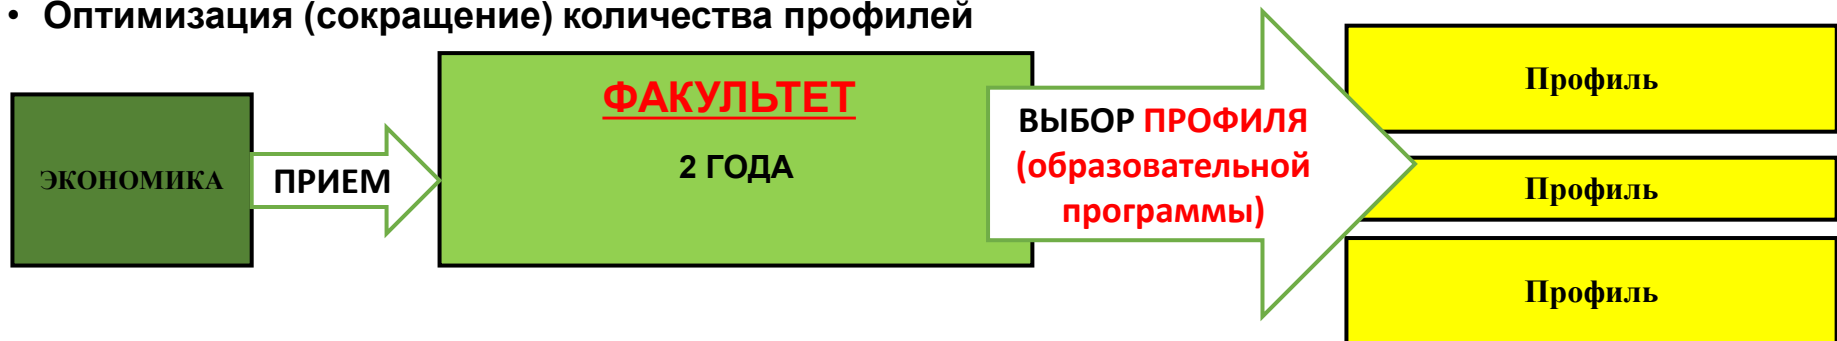 • Оптимизация (сокращение) количества профилей
ЭКОНОМИКА
ПРИЕМ
ФАКУЛЬТЕТ
2 ГОДА
ВЫБОР ПРОФИЛЯ
(образовательной
программы)
Профиль
Профиль
Профиль